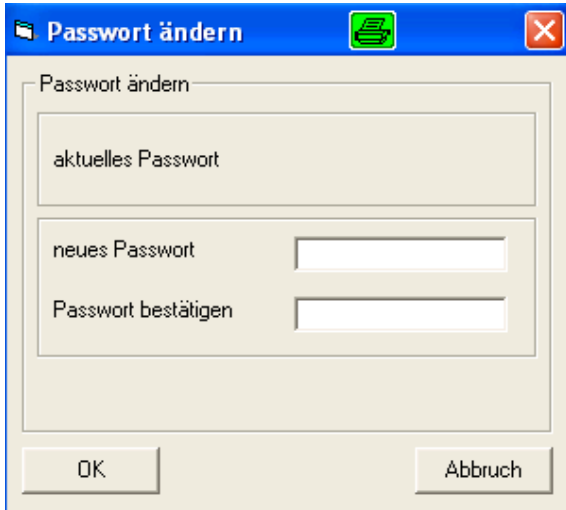 Passwort ändern
Passwort ändern
aktuelles Passwort
neues Passwort
Passwort bestätigen
OK
Abbruch